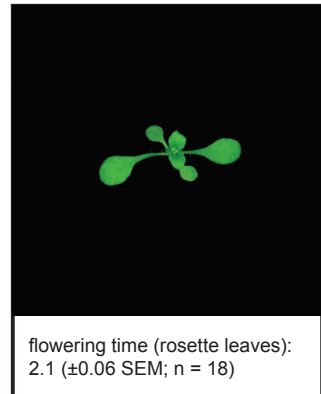 flowering time (rosette leaves):
2.1 (±0.06 SEM; n = 18)